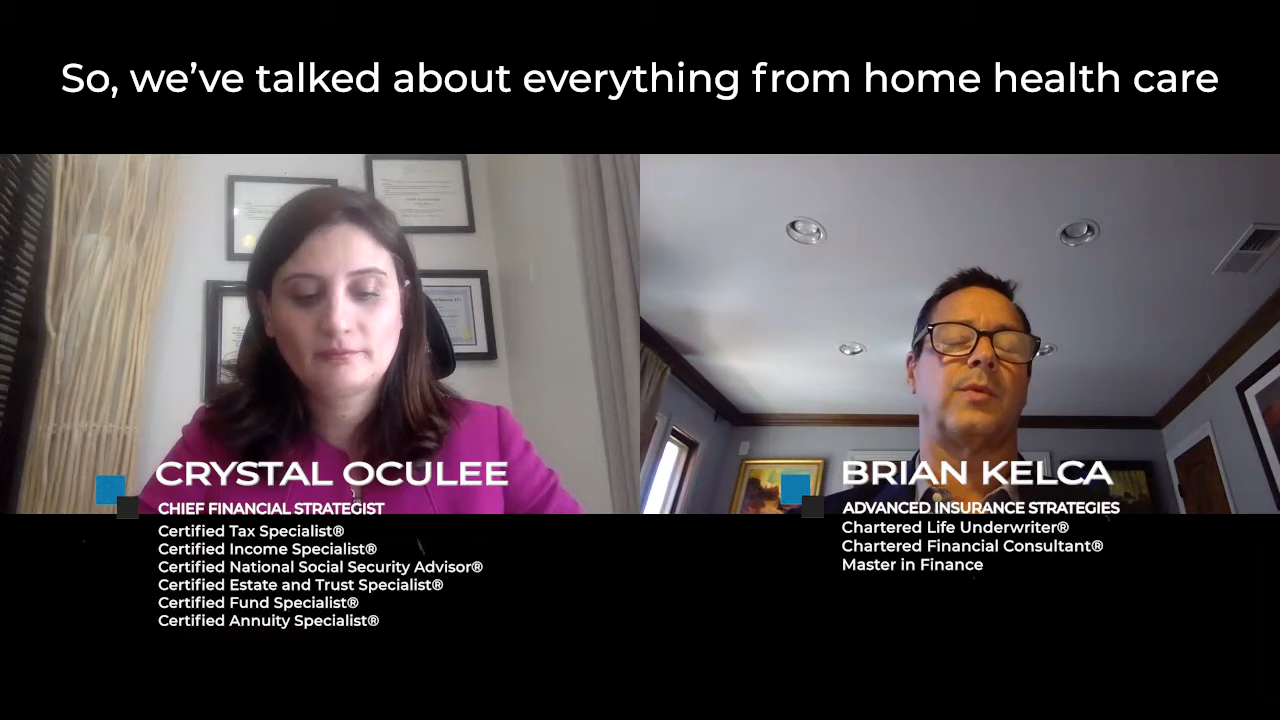 So, we’ve talked about everything from home health care
CRYSTAL OCULEE
CHIEF FINANCIAL STRATEGIST
Certified Tax Specialist®
Certified Income Specialist®
Certified National Social Security Advisor®
Certified Estate and Trust Specialist®
Certified Fund Specialist®
Certified Annuity Specialist®
BRIAN KELCA
ADVANCED INSURANCE STRATEGIES
Chartered Life Underwriter®
Chartered Financial Consultant®
Master in Finance